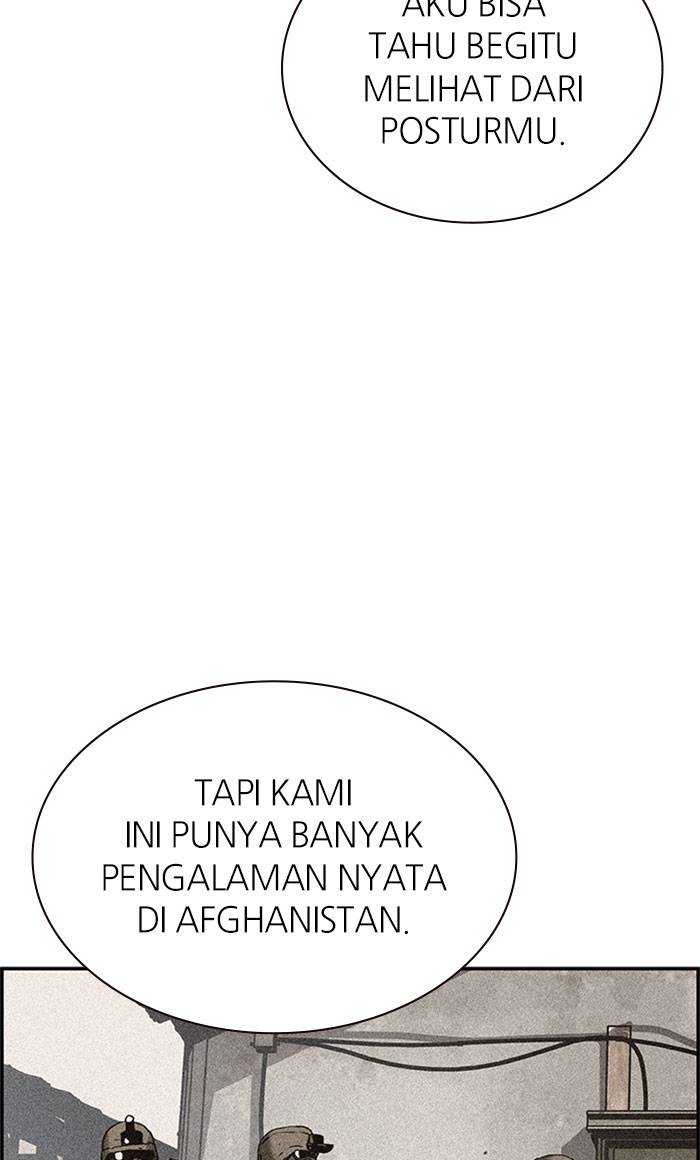 AKU BISA
TAHU BEGITU
MELIHAT DARI
POSTURMU.
TAPI KAMI
INI PUNYA BANYAK
PENGALAMAN NYATA
DI AFGHANISTAN.